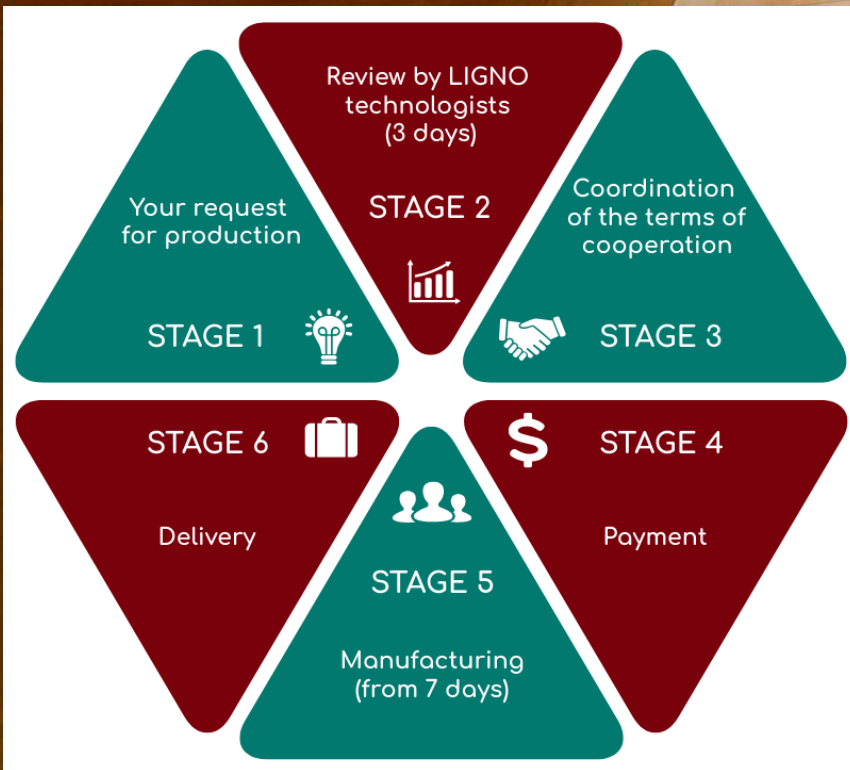 Your request
for production
STAGE 1
Review by LIGNO
technologists
(3 days)
STAGE 2
Coordination
of the terms of
cooperation
STAGE 3
STAGE 4
Payment
STAGE 5
Manufacturing
(from 7 days)
STAGE 6
Delivery